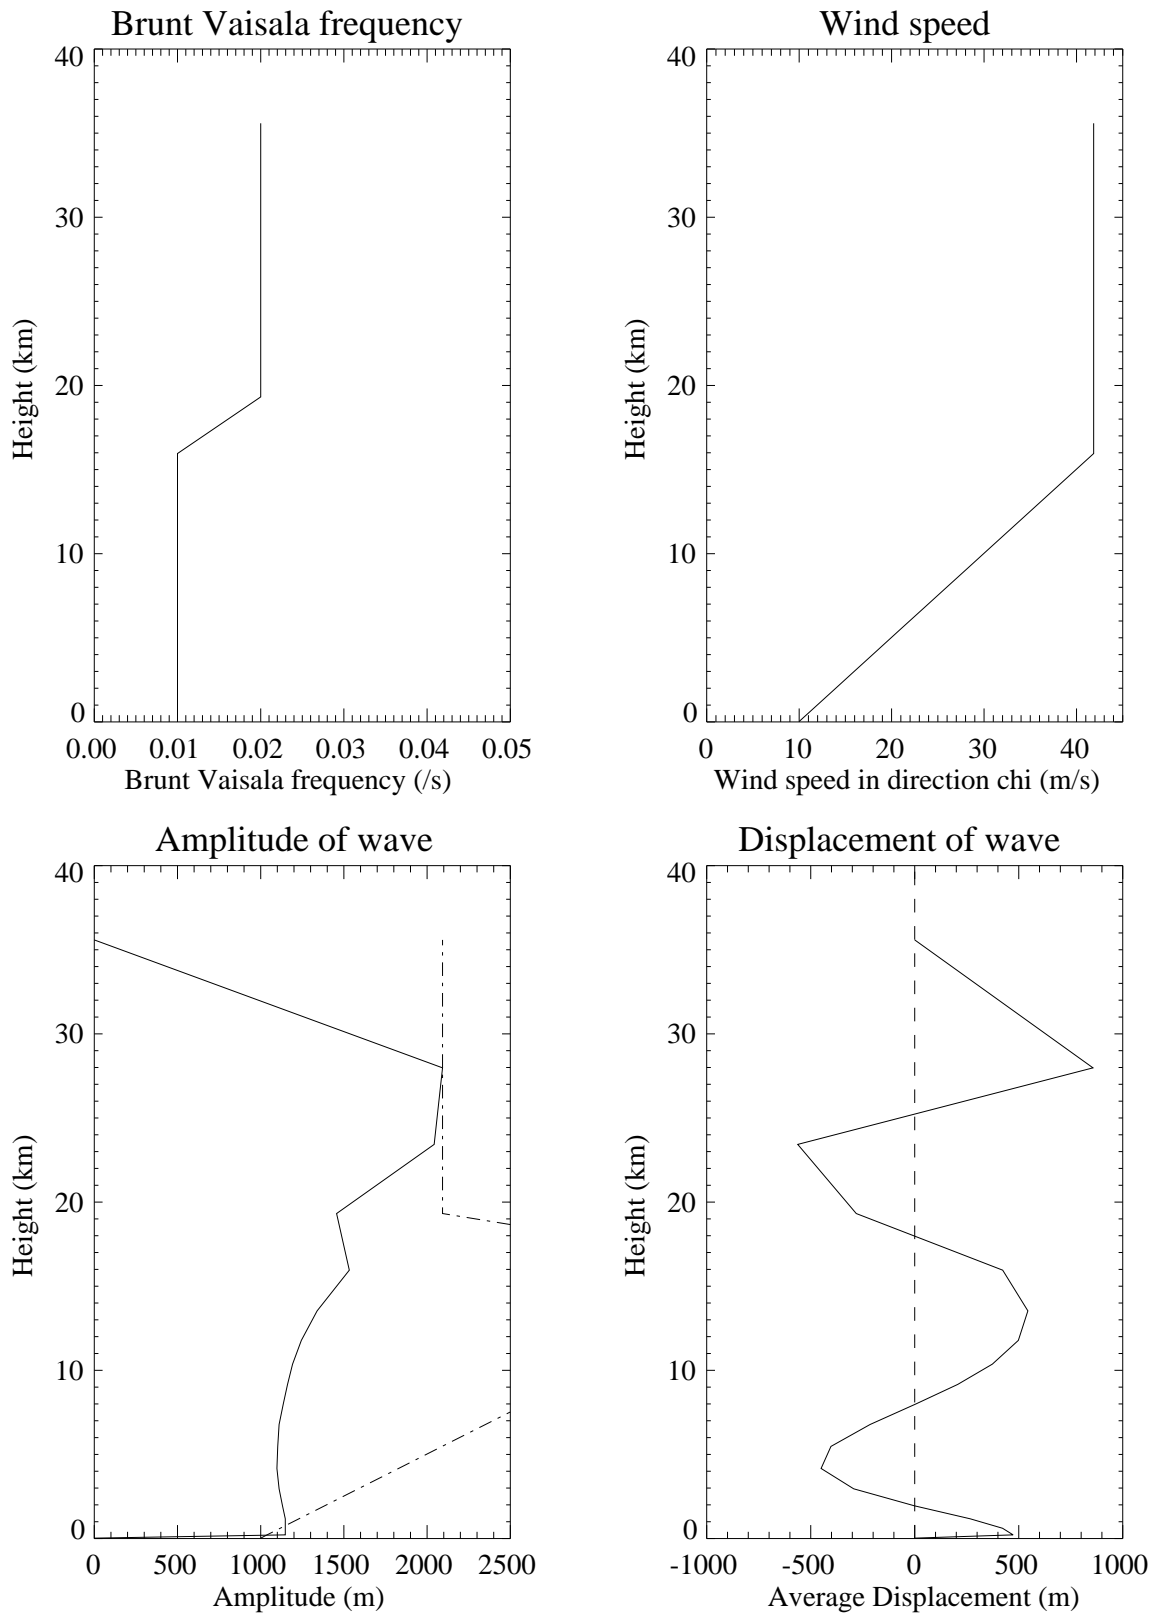 Brunt Vaisala frequency
40
30
20
10
0
Height (km)
0.00 0.01 0.02 0.03 0.04 0.05
Brunt Vaisala frequency (/s)
Wind speed
40
30
20
10
0
Height (km)
0 10 20 30 40
Wind speed in direction chi (m/s)
Amplitude of wave
40
30
20
10
0
Height (km)
0 500 1000 1500 2000 2500
Amplitude (m)
Displacement of wave
40
30
20
10
0
Height (km)
-1000 -500 0 500 1000
Average Displacement (m)